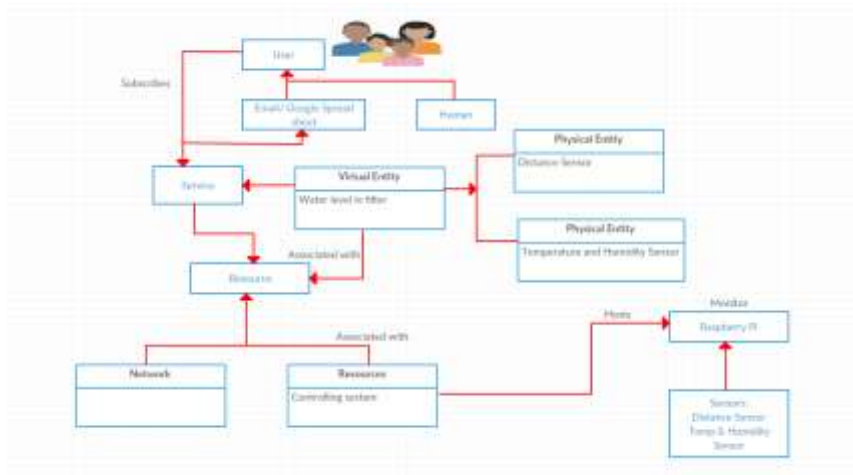 User
Subscribes
Email/ Google Spread
sheet
Human
Physical Entity
Distance Sensor
Service
Virtual Entity
Water level in filter
Physical Entity
Temperature and Humidity Sensor
Associated with
Resource
Monitor
Hosts
Raspberry Pi
Associated with
Network
Resources
Controlling system
Sensors
Distance Sensor
Temp & Humidity
Sensor